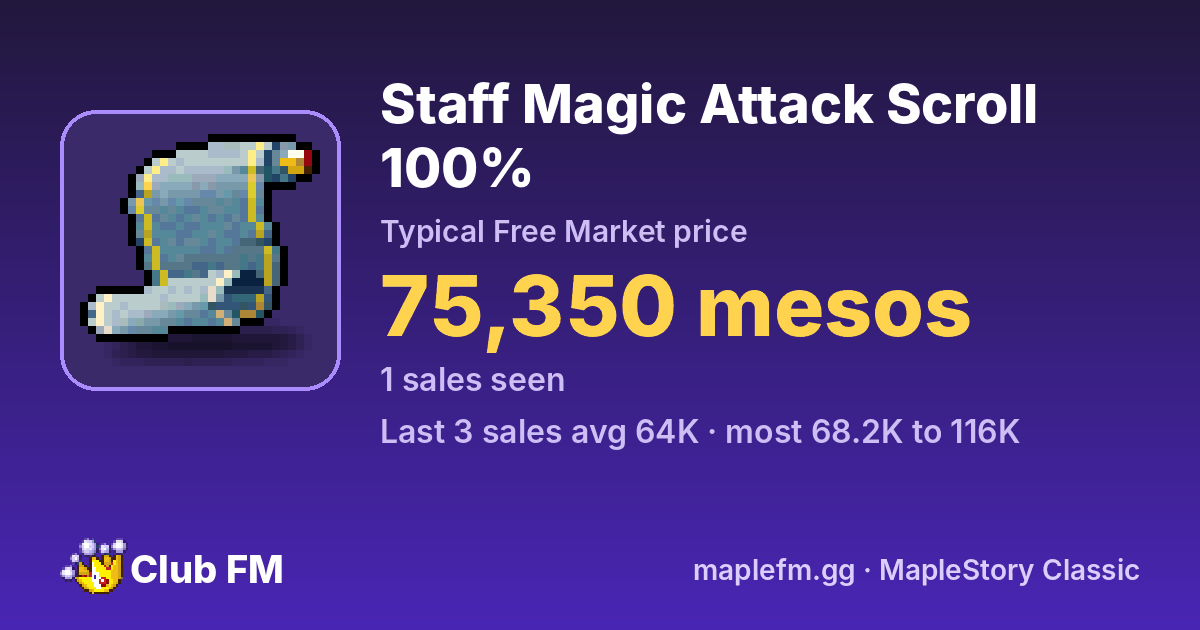 Staff Magic Attack Scroll
100%
Typical Free Market price
75,350 mesos
1 sales seen
Last 3 sales avg 64K · most 68.2K to 116K
Club FM
maplefm.gg · MapleStory Classic